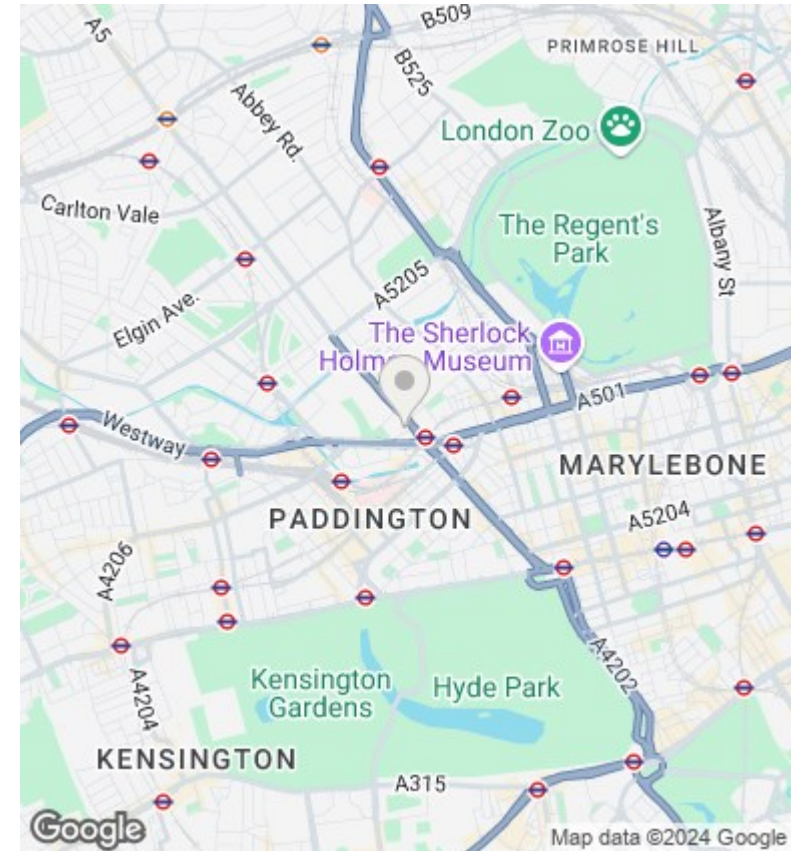 A5
B509
B525
PRIMROSE HILL
Abbey Rd.
London Zoo
Carlton Vale
The Regent's
Park
Albany St
A5205
Elgin Ave.
The Sherlock
Museum
A501
Westway
MARYLEBONE
PADDINGTON
A5204
A4206
A4202
Kensington
Gardens
Hyde Park
A4204
KENSINGTON
A315
Google
Map data ©2024 Google